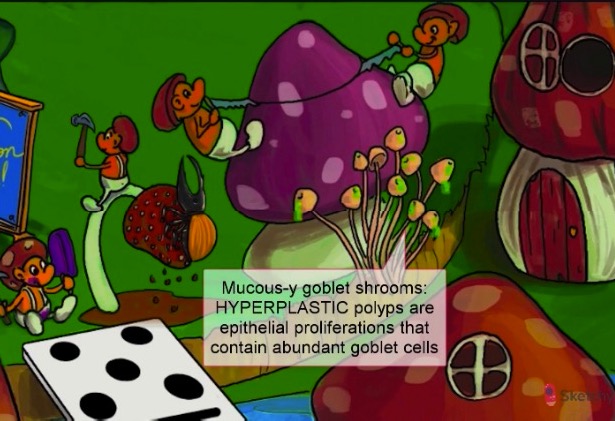 Mucous-y goblet shrooms:
HYPERPLASTIC polyps are
epithelial proliferations that
contain abundant goblet cells